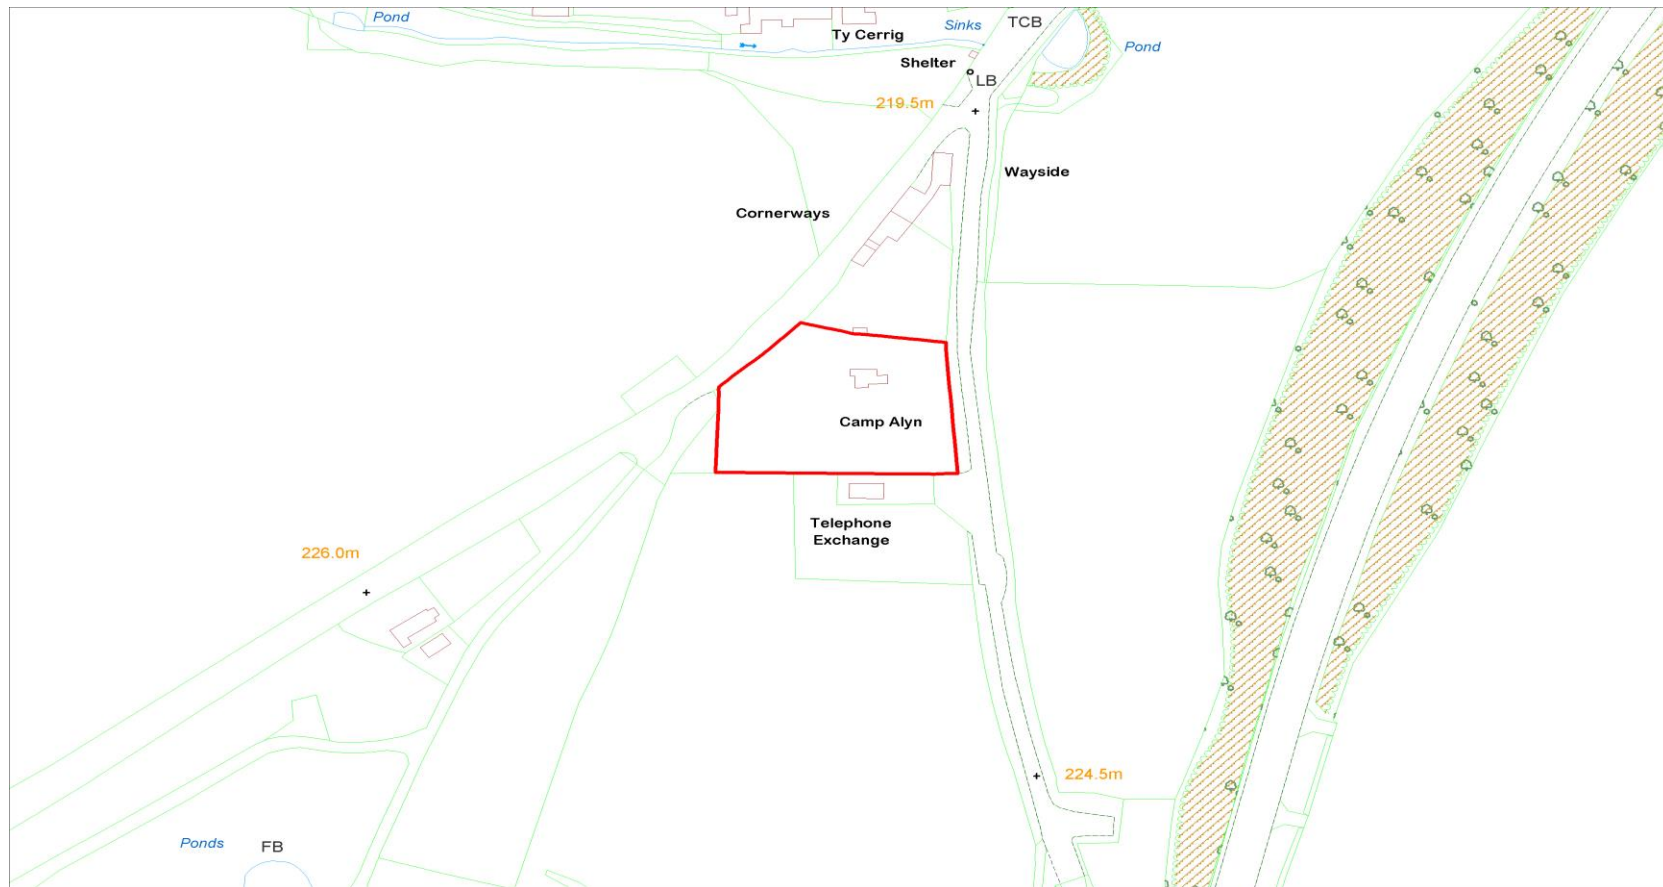 Pond
Sinks
TCB
Ty Cerrig
Pond
Shelter
LB
219.5m
Wayside
Cornerways
Camp Alyn
Telephone
Exchange
226.0m
224.5m
Ponds
FB